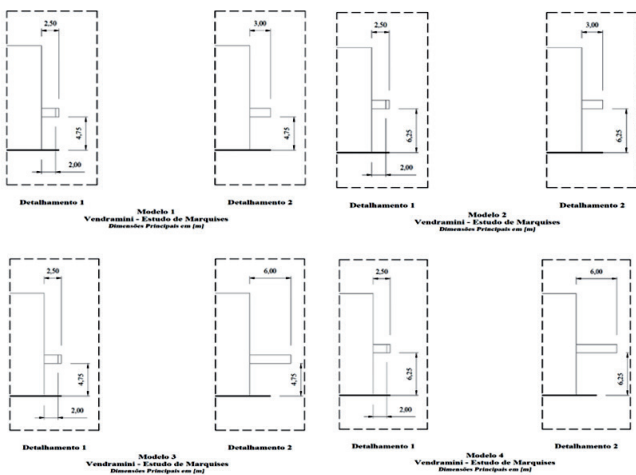 2,50
4,75
2,00
Detalhamento 1
3,00
4,75
Detalhamento 2
Modelo 1
Vendramini - Estudo de Marquises
Dimensões Principais em [m]
2,50
6,25
2,00
Detalhamento 1
3,00
6,25
Detalhamento 2
Modelo 2
Vendramini - Estudo de Marquises
Dimensões Principais em [m]
2,50
4,75
2,00
Detalhamento 1
6,00
4,75
Detalhamento 2
Modelo 3
Vendramini - Estudo de Marquises
Dimensões Principais em [m]
2,50
6,25
2,00
Detalhamento 1
6,00
6,25
Detalhamento 2
Modelo 4
Vendramini - Estudo de Marquises
Dimensões Principais em [m]